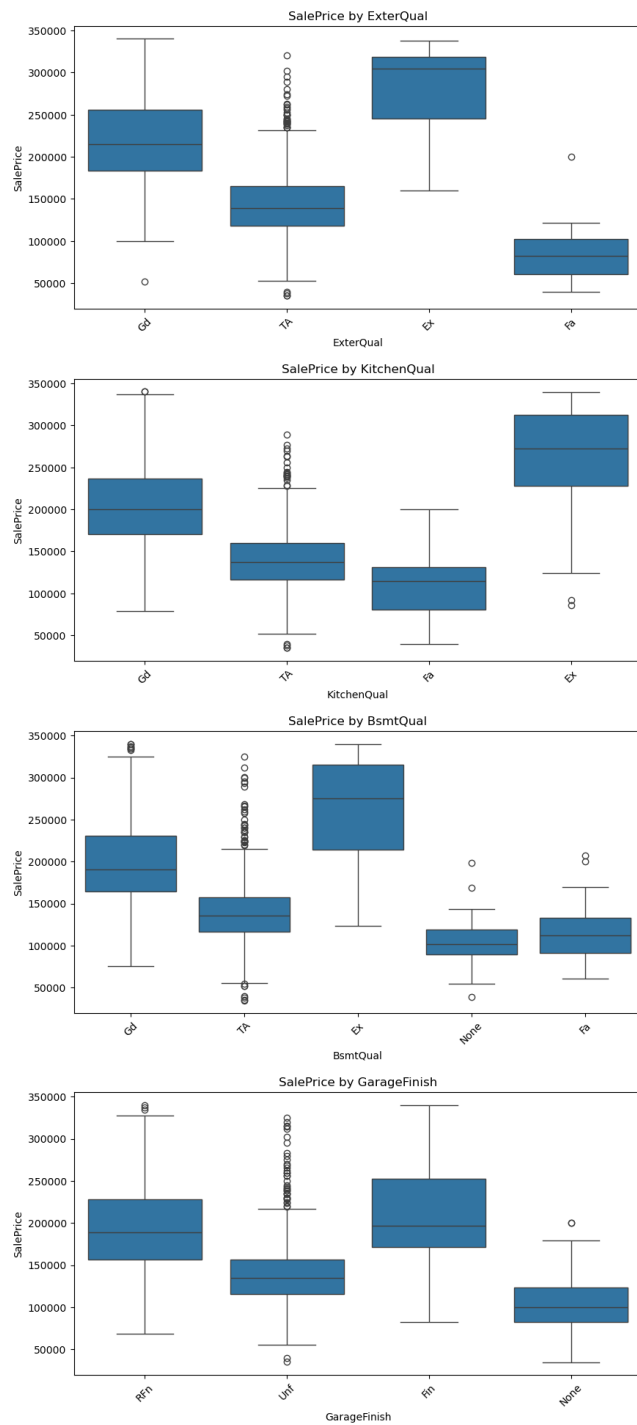 SalePrice by ExterQual
350000
300000
250000
200000
150000
100000
50000
SalePrice
Gd TA Ex Fa
ExterQual
SalePrice by KitchenQual
350000
300000
250000
200000
150000
100000
50000
SalePrice
Gd TA Fa Ex
KitchenQual
SalePrice by BsmtQual
350000
300000
250000
200000
150000
100000
50000
SalePrice
Gd TA Ex None Fa
BsmtQual
SalePrice by GarageFinish
350000
300000
250000
200000
150000
100000
50000
SalePrice
RFn Unf Fin None
GarageFinish